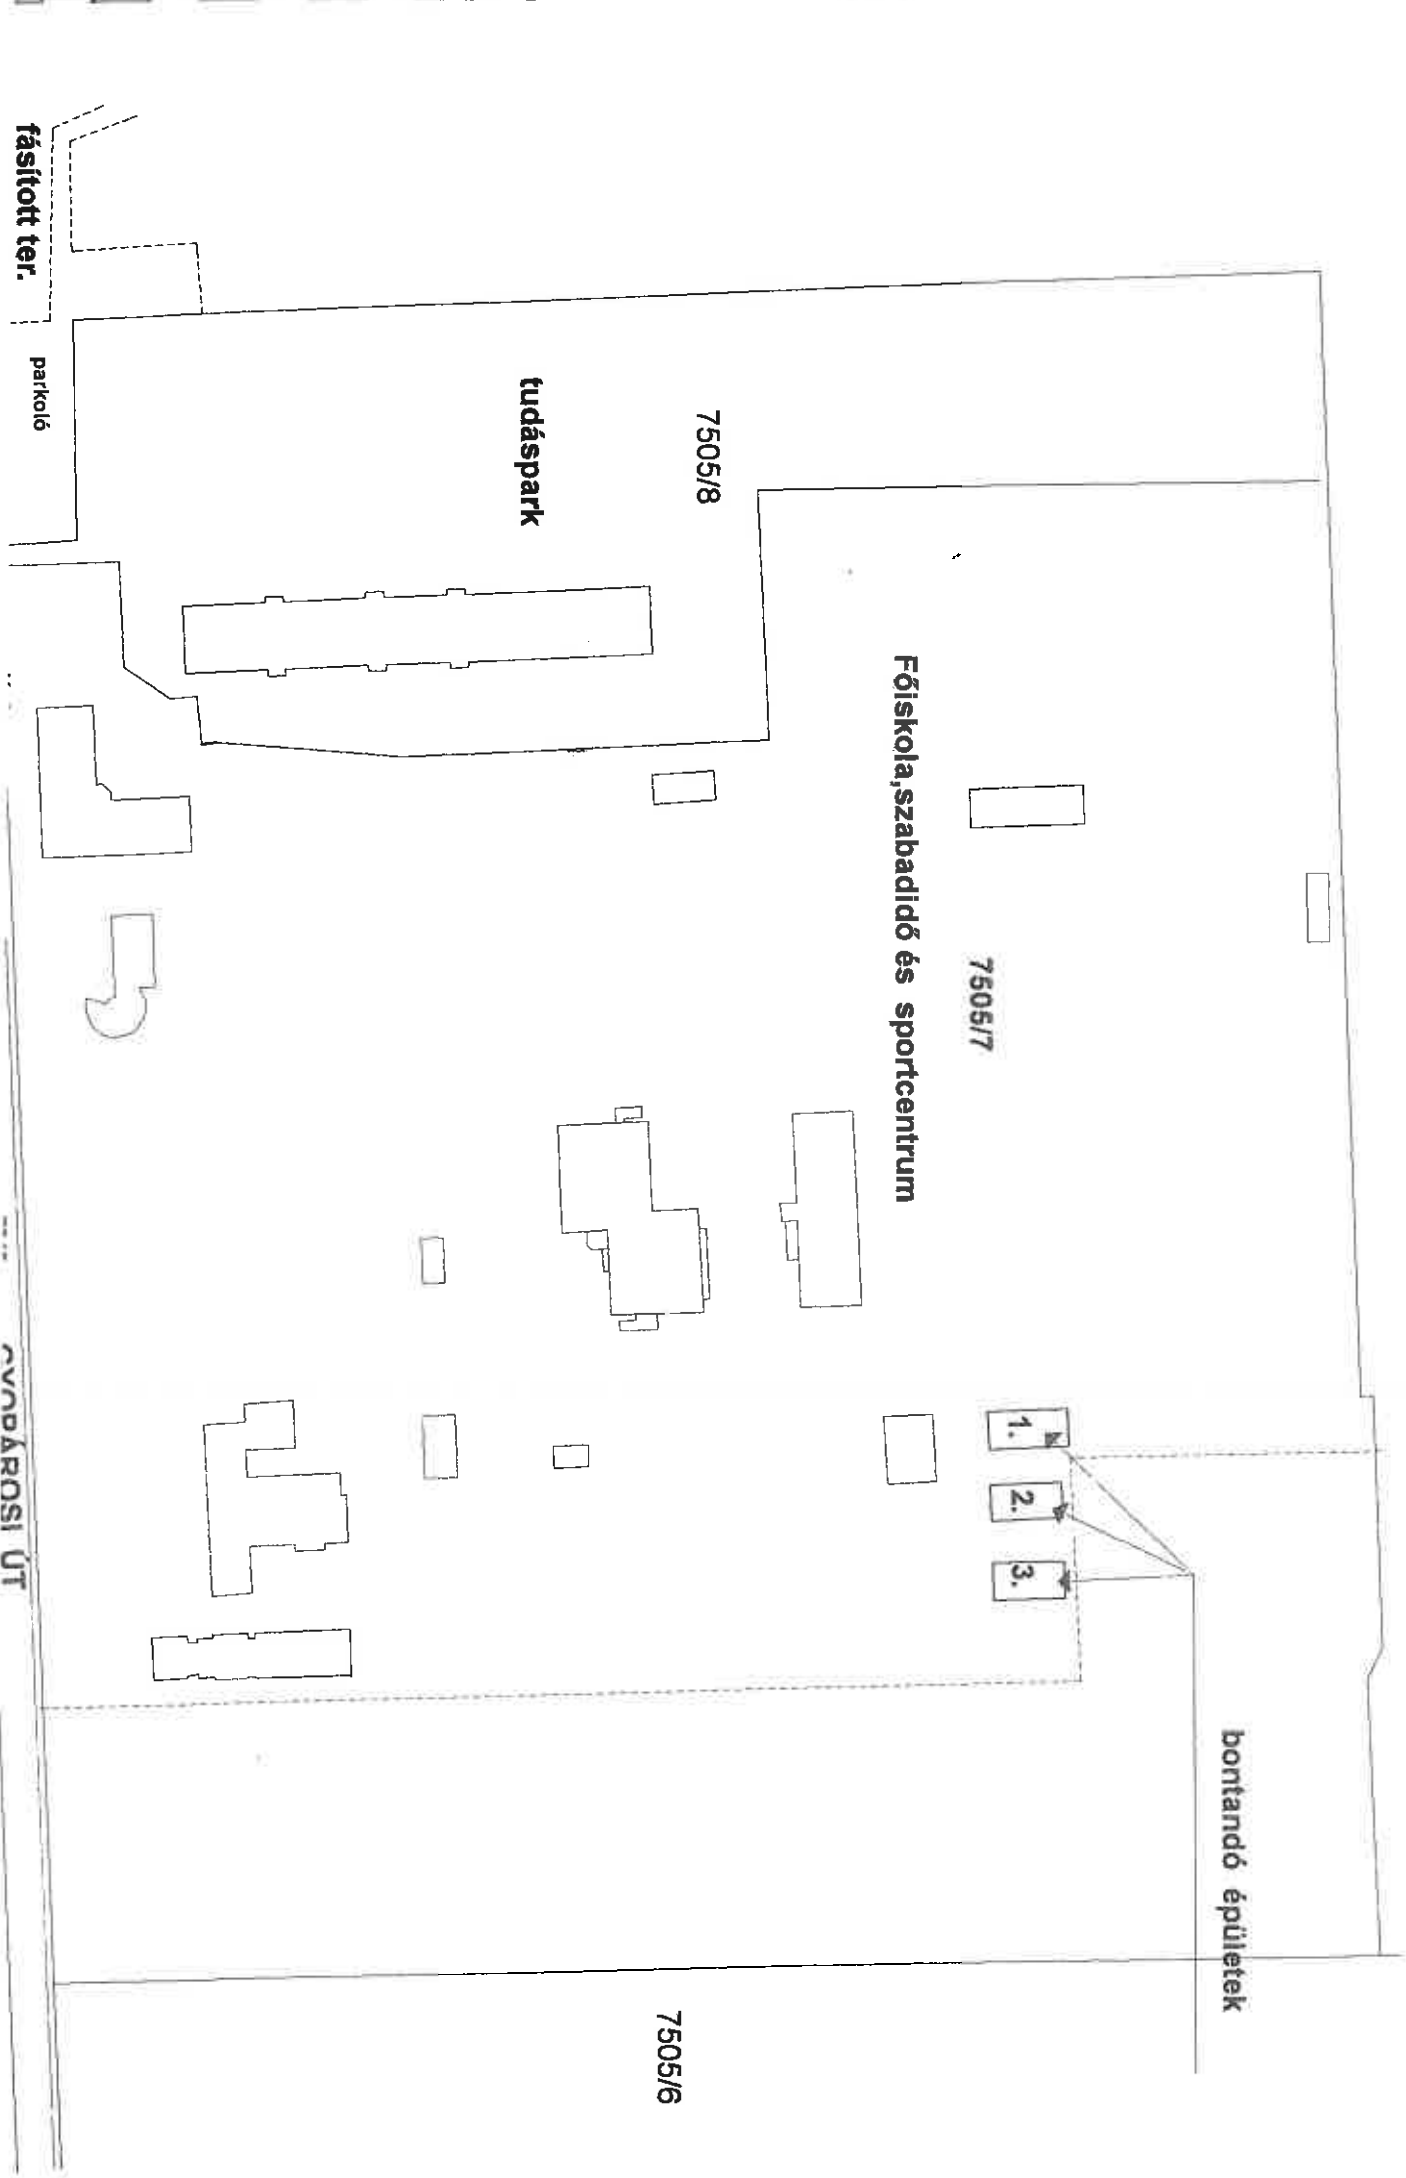 bontandó épületek
1.
2.
3.
7505/7
Főiskola,szabadidő és sportcentrum
7505/8
7505/6
tudáspark
parkoló
fásított ter.
ÚT